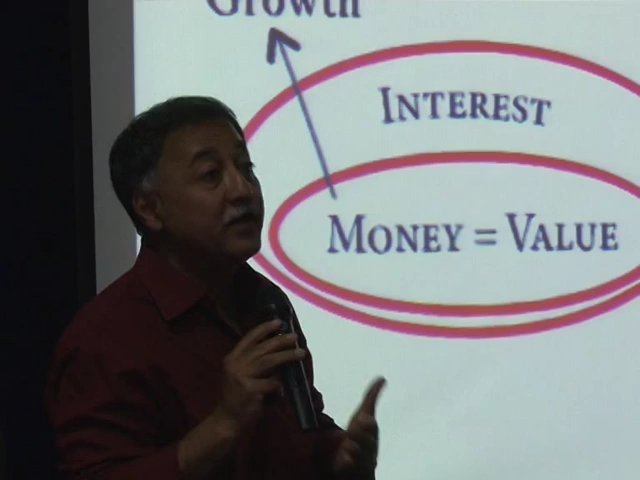 Growth
INTEREST
MONEY = VALUE